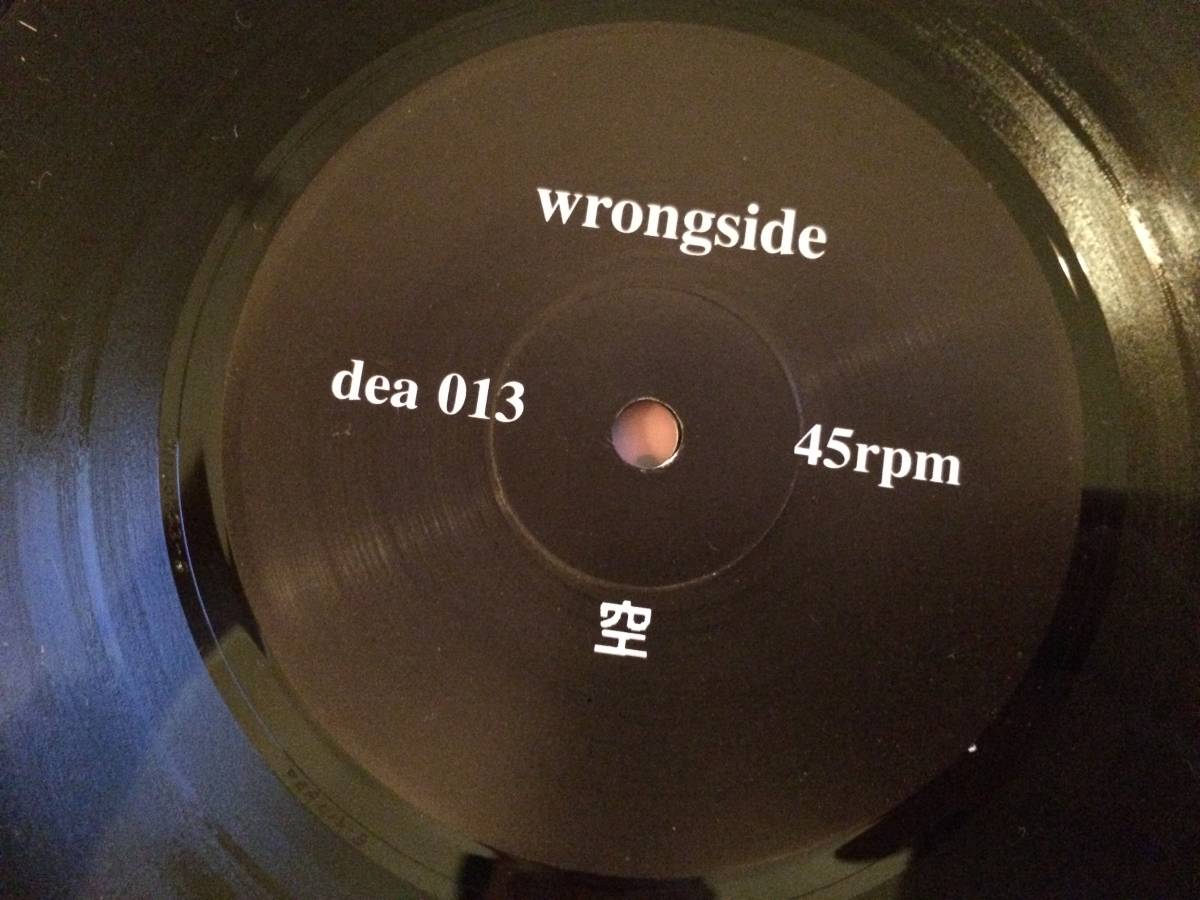 wrongside
dea 013
45rpm
空